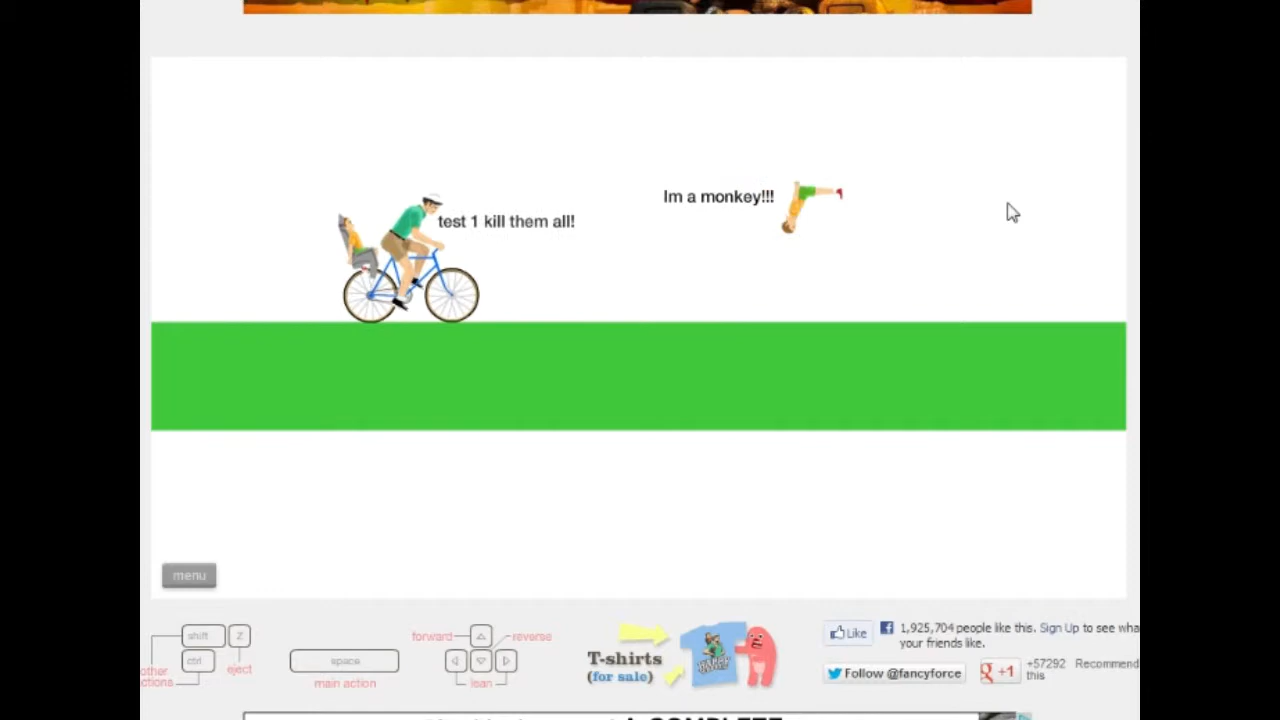 Im a monkey!!!
test 1 kill them all!
menu
shift
Z
ctrl
other
ctions
eject
space
main action
forward
reverse
lean
T-shirts
(for sale)
Like
1,925,704 people like this. Sign Up to see wha
your friends like.
Follow @fancyforce
+1
+57292 Recommend
this
A COMPLETE